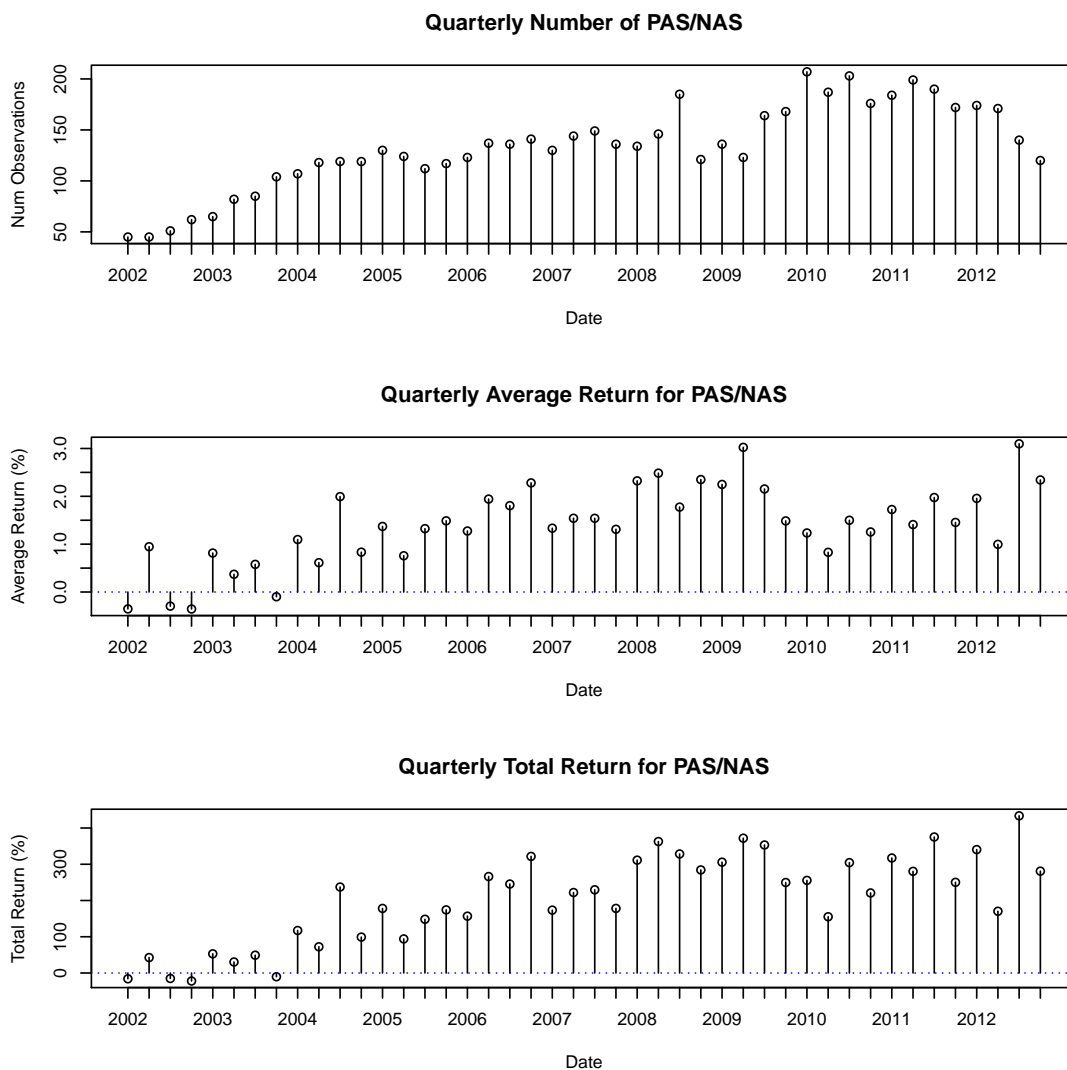 Quarterly Number of PAS/NAS
Num Observations
50 100 150 200
2002 2003 2004 2005 2006 2007 2008 2009 2010 2011 2012
Date
Quarterly Average Return for PAS/NAS
Average Return (%)
0.0 1.0 2.0 3.0
2002 2003 2004 2005 2006 2007 2008 2009 2010 2011 2012
Date
Quarterly Total Return for PAS/NAS
Total Return (%)
0 100 300
2002 2003 2004 2005 2006 2007 2008 2009 2010 2011 2012
Date